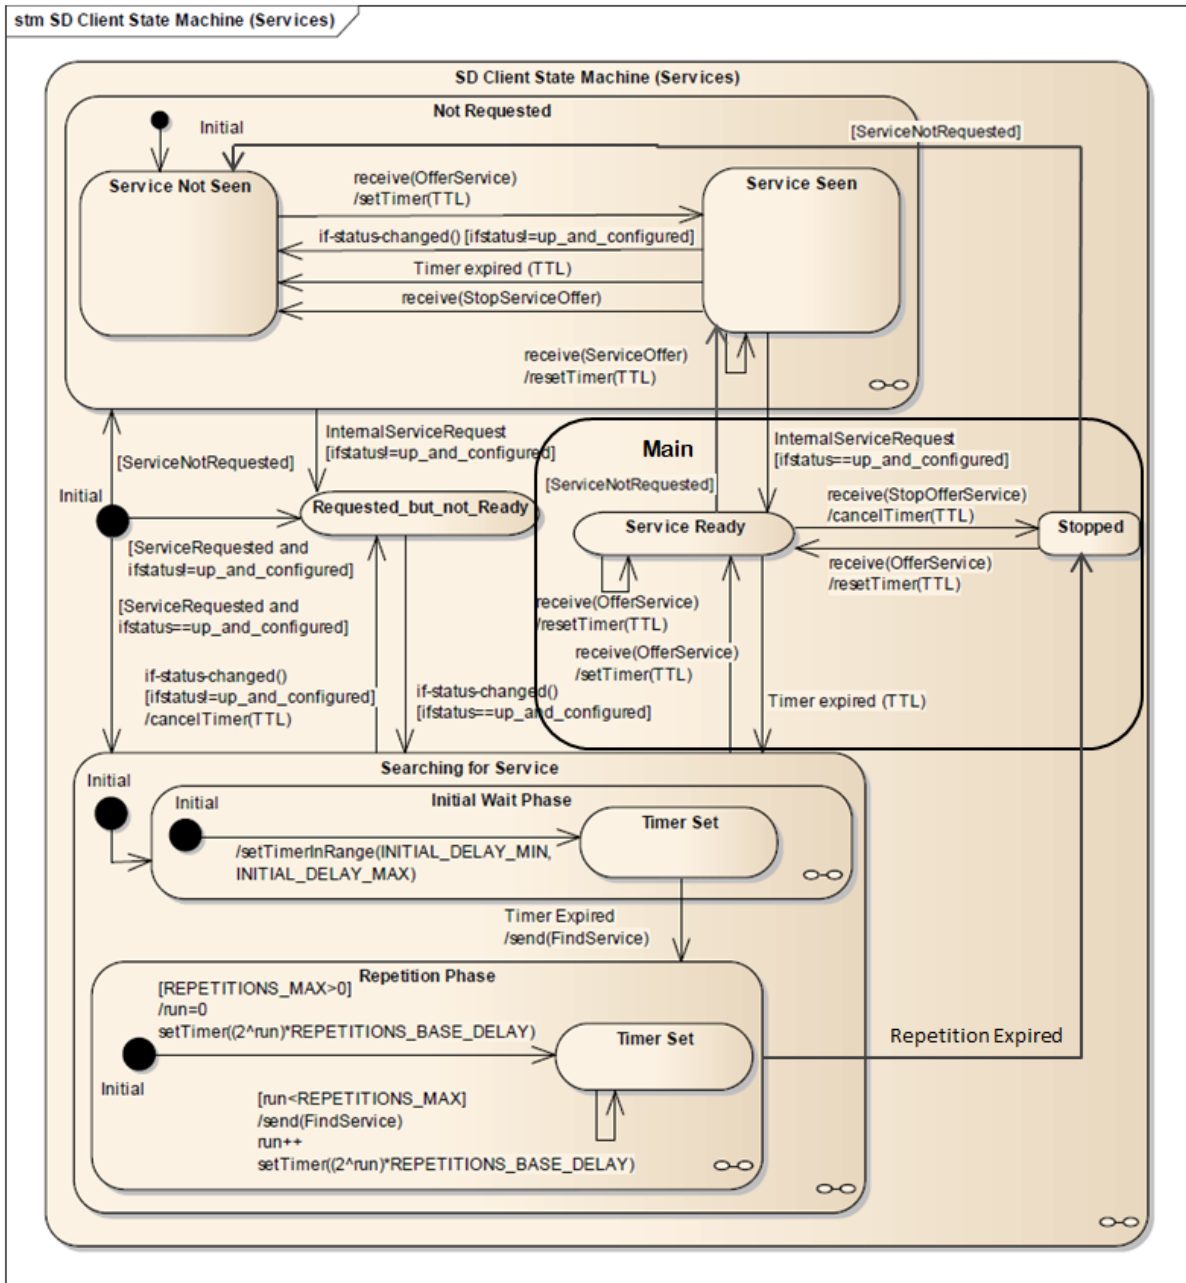 stm SD Client State Machine (Services)
SD Client State Machine (Services)
Not Requested
Initial
[ServiceNotRequested]
Service Not Seen
receive(OfferService)
/setTimer(TTL)
Service Seen
if-status-changed() [ifstatus!=up_and_configured]
Timer expired (TTL)
receive(StopServiceOffer)
receive(ServiceOffer)
/resetTimer(TTL)
InternalServiceRequest
[ifstatus!=up_and_configured]
Main
InternalServiceRequest
[ifstatus==up_and_configured]
[ServiceNotRequested]
[ServiceNotRequested]
Initial
Requested_but_not_Ready
Service Ready
receive(StopOfferService)
/cancelTimer(TTL)
Stopped
[ServiceRequested and
ifstatus!=up_and_configured]
receive(OfferService)
/resetTimer(TTL)
[ServiceRequested and
ifstatus==up_and_configured]
receive(OfferService)
/resetTimer(TTL)
receive(OfferService)
/setTimer(TTL)
if-status-changed()
[ifstatus!=up_and_configured]
/cancelTimer(TTL)
if-status-changed()
[ifstatus==up_and_configured]
Timer expired (TTL)
Searching for Service
Initial
Initial Wait Phase
Initial
Timer Set
/setTimerInRange(INITIAL_DELAY_MIN,
INITIAL_DELAY_MAX)
Timer Expired
/send(FindService)
Repetition Phase
[REPETITIONS_MAX>0]
/run=0
setTimer((2^run)*REPETITIONS_BASE_DELAY)
Timer Set
Initial
Repetition Expired
[run<REPETITIONS_MAX]
/send(FindService)
run++
setTimer((2^run)*REPETITIONS_BASE_DELAY)